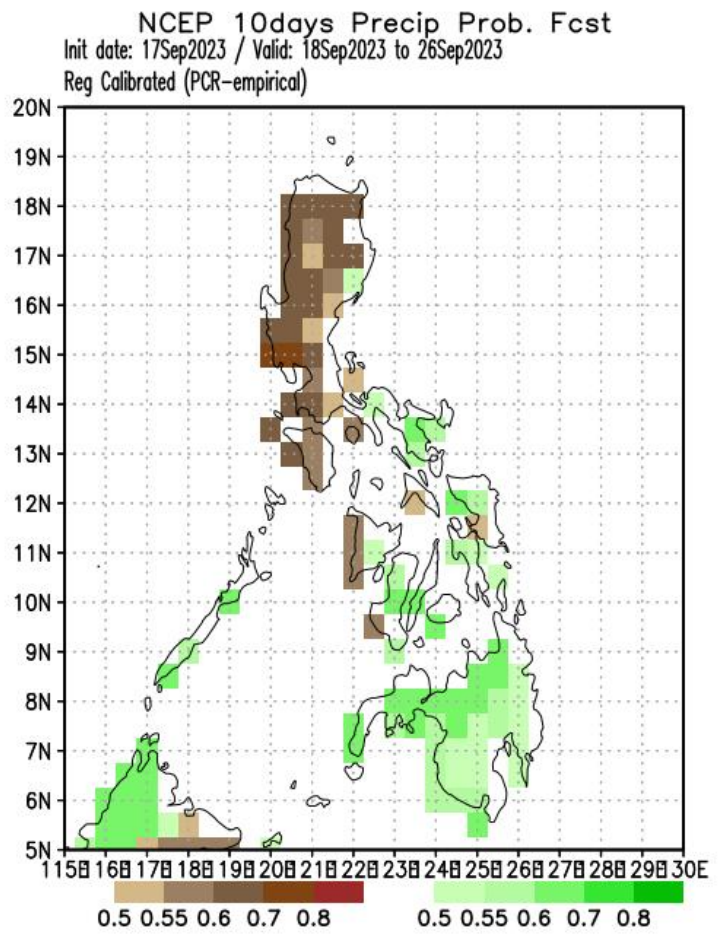 NCEP 10days Precip Prob. Fcst
Init date: 17Sep2023 / Valid: 18Sep2023 to 26Sep2023
Reg Calibrated (PCR-empirical)
20N
19N
18N
17N
16N
15N
14N
13N
12N
11N
10N
9N
8N
7N
6N
5N
115E 116E 117E 118E 119E 120E 121E 122E 123E 124E 125E 126E 127E 128E 129E 130E
0.5 0.55 0.6 0.7 0.8 0.5 0.55 0.6 0.7 0.8